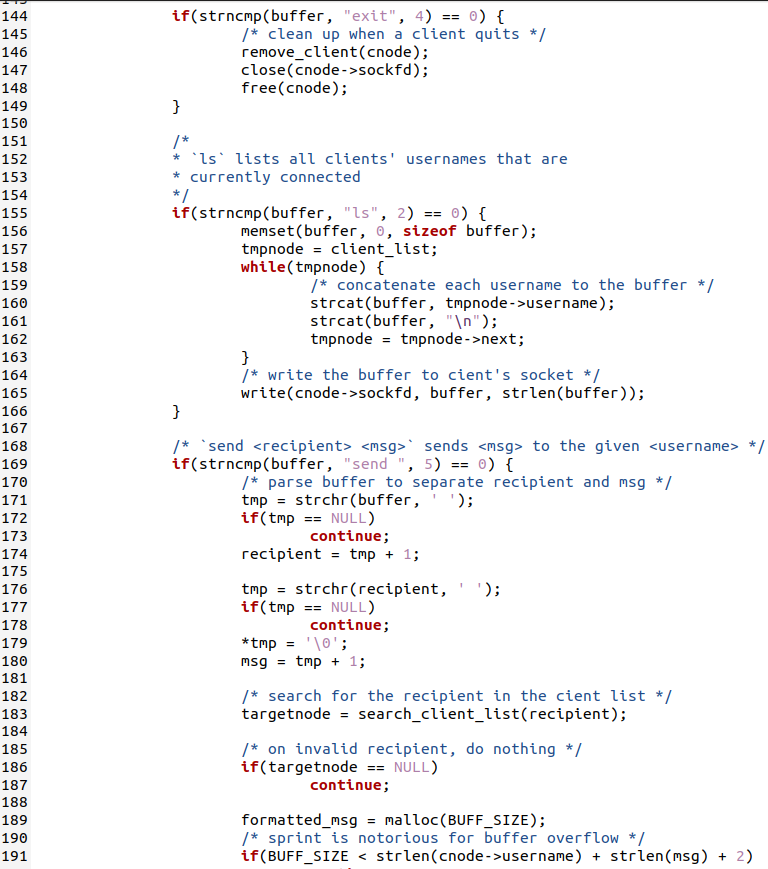 144 if(strncmp(buffer, "exit", 4) == 0) {
145 /* clean up when a client quits */
146 remove_client(cnode);
147 close(cnode->sockfd);
148 free(cnode);
149 }
150
151 /*
152 * `ls` lists all clients' usernames that are
153 * currently connected
154 */
155 if(strncmp(buffer, "ls", 2) == 0) {
156 memset(buffer, 0, sizeof buffer);
157 tmpnode = client_list;
158 while(tmpnode) {
159 /* concatenate each username to the buffer */
160 strcat(buffer, tmpnode->username);
161 strcat(buffer, "\n");
162 tmpnode = tmpnode->next;
163 }
164 /* write the buffer to cient's socket */
165 write(cnode->sockfd, buffer, strlen(buffer));
166 }
167
168 /* `send <recipient> <msg>` sends <msg> to the given <username> */
169 if(strncmp(buffer, "send ", 5) == 0) {
170 /* parse buffer to separate recipient and msg */
171 tmp = strchr(buffer, ' ');
172 if(tmp == NULL)
173 continue;
174 recipient = tmp + 1;
175
176 tmp = strchr(recipient, ' ');
177 if(tmp == NULL)
178 continue;
179 *tmp = '\0';
180 msg = tmp + 1;
181
182 /* search for the recipient in the cient list */
183 targetnode = search_client_list(recipient);
184
185 /* on invalid recipient, do nothing */
186 if(targetnode == NULL)
187 continue;
188
189 formatted_msg = malloc(BUFF_SIZE);
190 /* sprint is notorious for buffer overflow */
191 if(BUFF_SIZE < strlen(cnode->username) + strlen(msg) + 2)